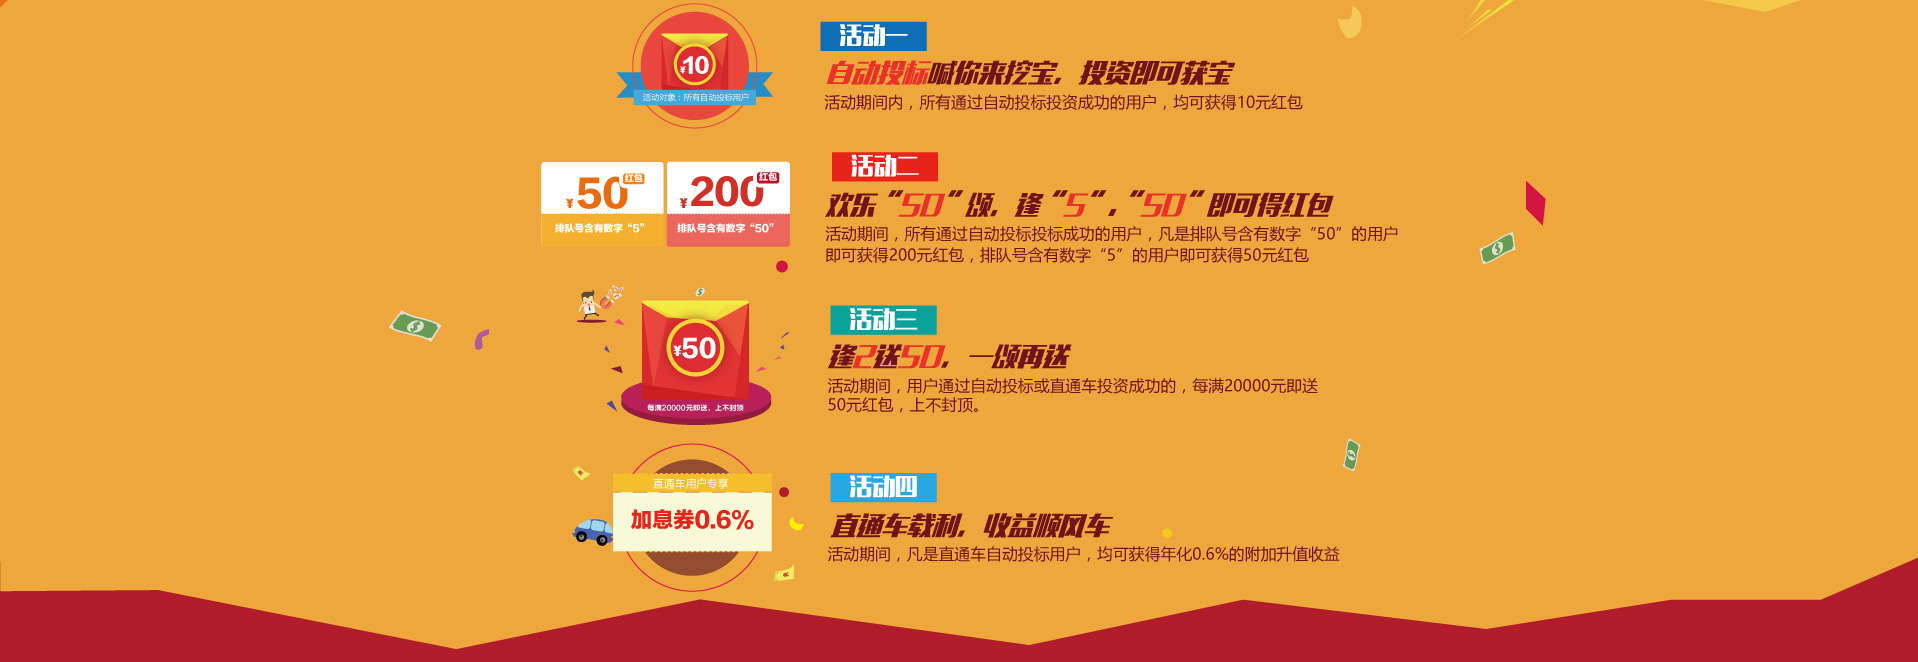 ¥10
活动对象：所有自动投标用户
活动一
自动投标喊你来挖宝，投资即可获宝
活动期间内，所有通过自动投标投资成功的用户，均可获得10元红包
¥50红包
排队号含有数字“5”
¥200红包
排队号含有数字“50”
活动二
欢乐“50”颂，逢“5”，“50”即可得红包
活动期间，所有通过自动投标投标成功的用户，凡是排队号含有数字“50”的用户
即可获得200元红包，排队号含有数字“5”的用户即可获得50元红包
¥50
每满20000元即送，上不封顶
活动三
逢2送50，一颂再送
活动期间，用户通过自动投标或直通车投资成功的，每满20000元即送
50元红包，上不封顶。
直通车用户专享
加息券0.6%
活动四
直通车载利，收益顺风车
活动期间，凡是直通车自动投标用户，均可获得年化0.6%的附加升值收益